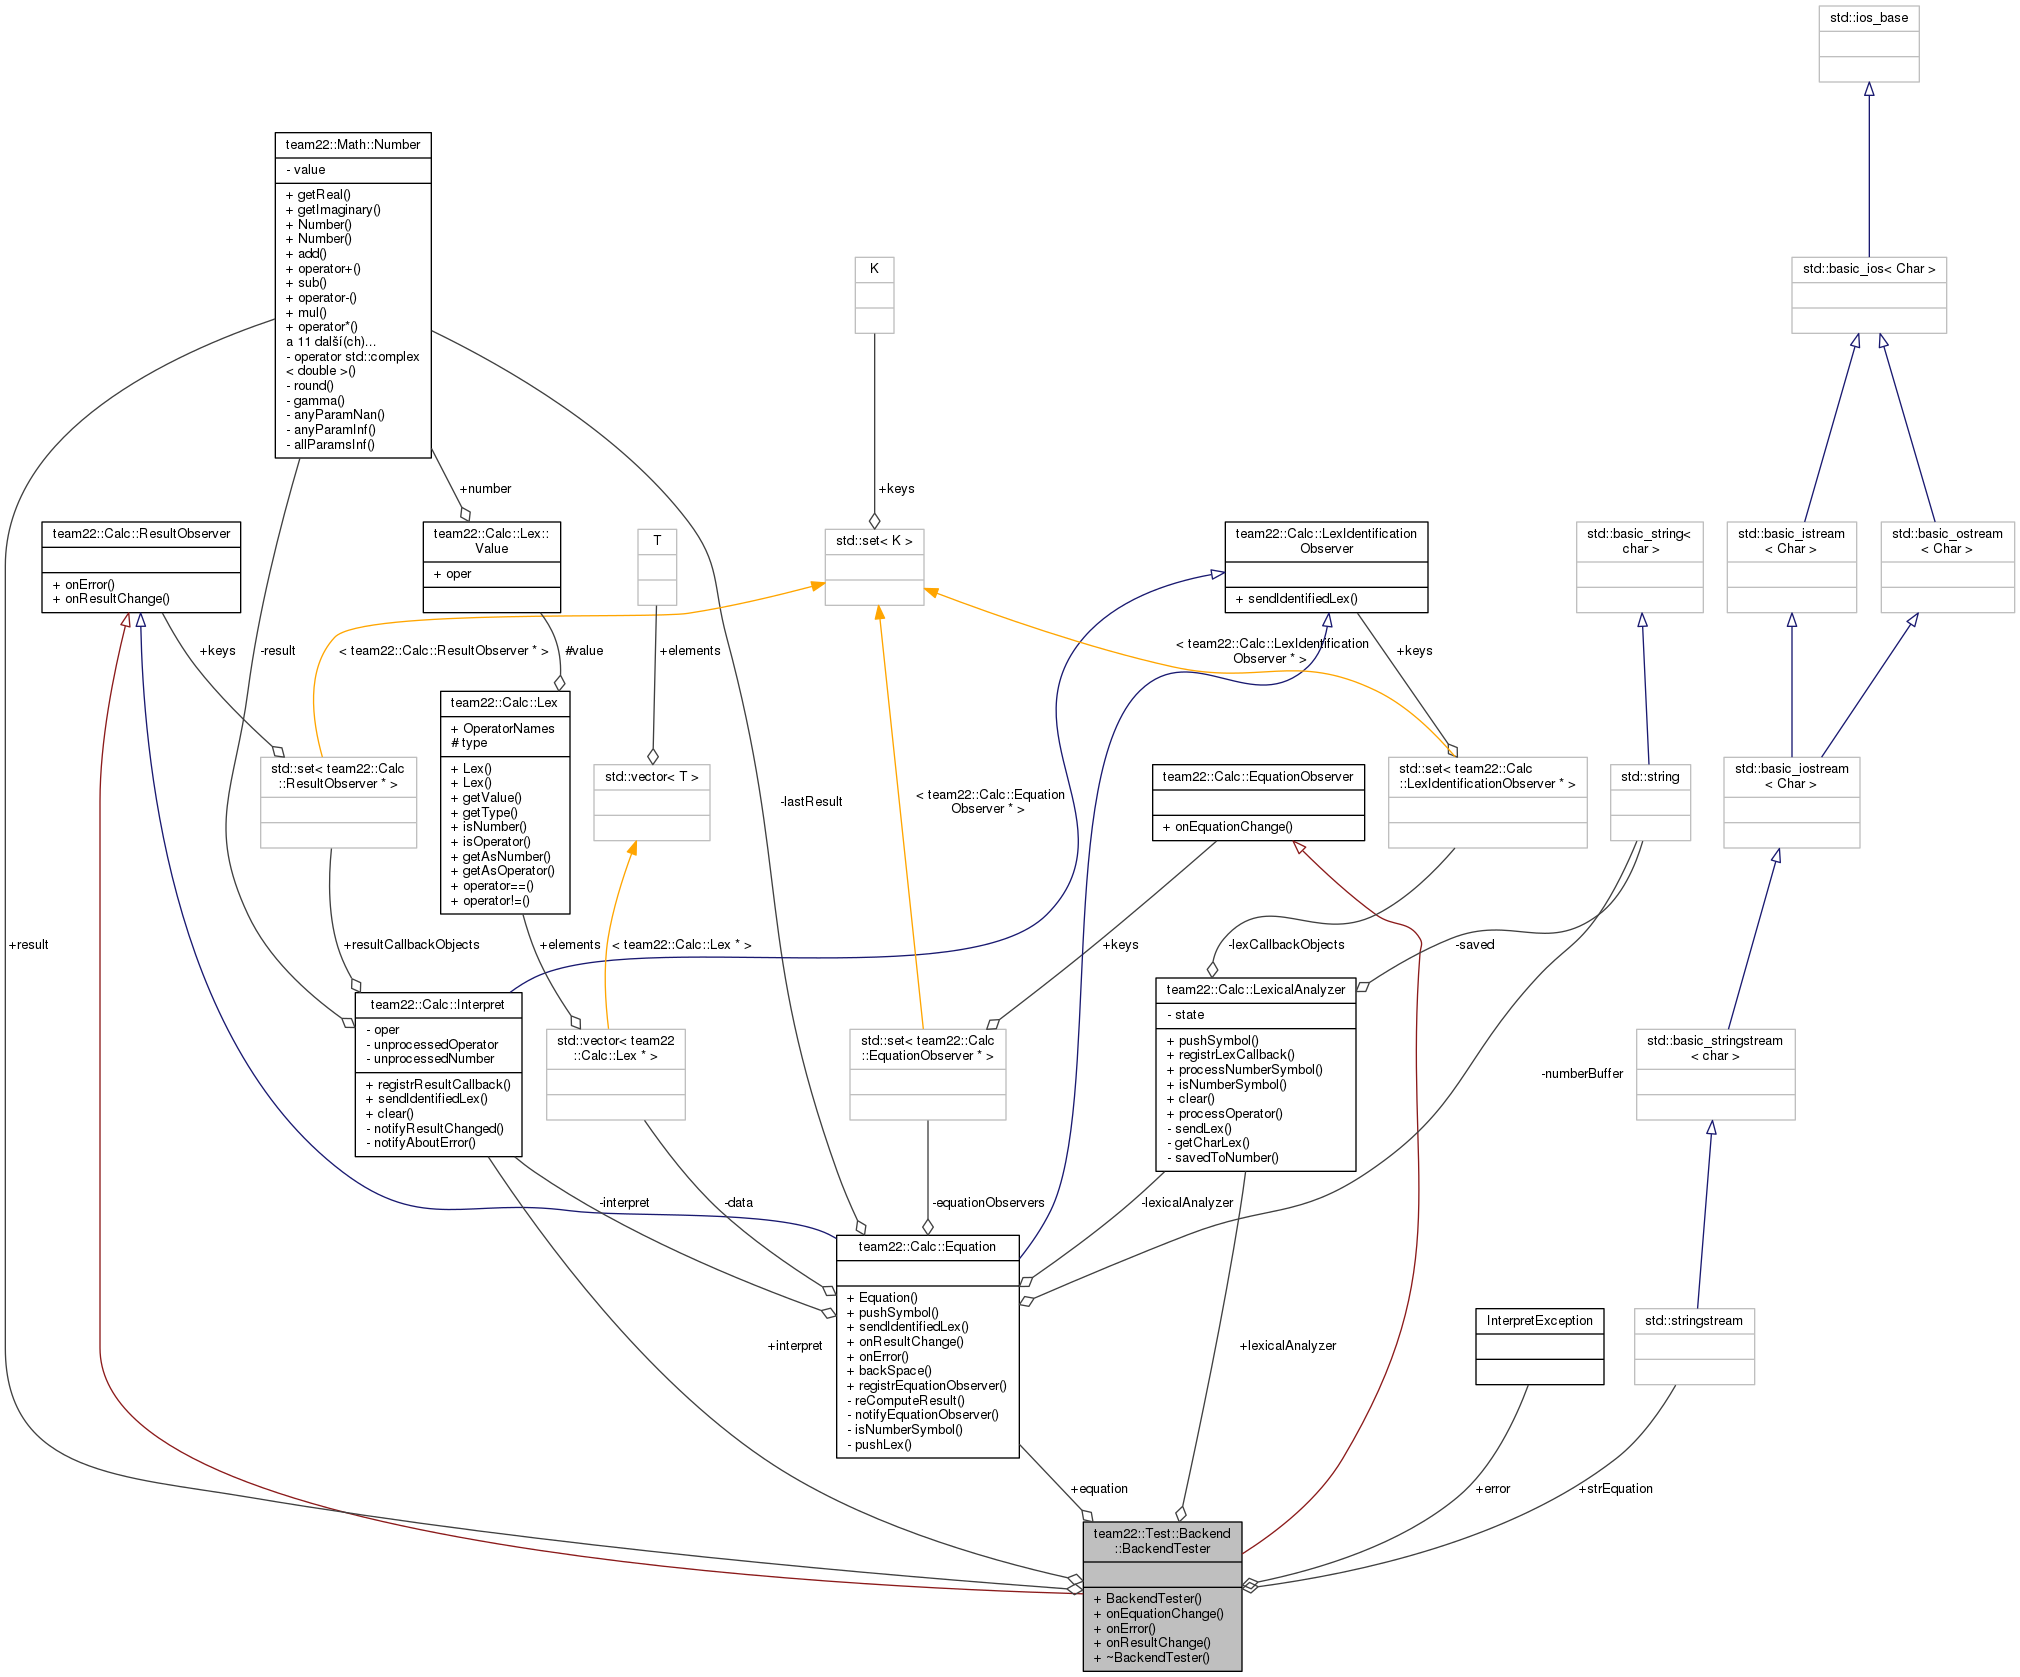 std::ios_base
team22::Math::Number
- value
+ getReal()
+ getImaginary()
+ Number()
+ Number()
+ add()
+ operator+()
+ sub()
+ operator-()
+ mul()
+ operator*()
a 11 další(ch)...
- operator std::complex
< double >()
- round()
- gamma()
- anyParamNan()
- anyParamInf()
- allParamsInf()
K
std::basic_ios< Char >
+number
+keys
team22::Calc::ResultObserver
+ onError()
+ onResultChange()
team22::Calc::Lex::
Value
+ oper
T
std::set< K >
team22::Calc::LexIdentification
Observer
+ sendIdentifiedLex()
std::basic_string<
char >
std::basic_istream
< Char >
std::basic_ostream
< Char >
+keys
-result
< team22::Calc::ResultObserver * >
#value
+elements
< team22::Calc::LexIdentification
Observer * >
+keys
team22::Calc::Lex
+ OperatorNames
# type
+ Lex()
+ Lex()
+ getValue()
+ getType()
+ isNumber()
+ isOperator()
+ getAsNumber()
+ getAsOperator()
+ operator==()
+ operator!=()
std::set< team22::Calc
::ResultObserver * >
std::vector< T >
-lastResult
< team22::Calc::Equation
Observer * >
team22::Calc::EquationObserver
+ onEquationChange()
std::set< team22::Calc
::LexIdentificationObserver * >
std::string
std::basic_iostream
< Char >
+result
+resultCallbackObjects
+elements
< team22::Calc::Lex * >
+keys
-lexCallbackObjects
-saved
team22::Calc::Interpret
- oper
- unprocessedOperator
- unprocessedNumber
+ registrResultCallback()
+ sendIdentifiedLex()
+ clear()
- notifyResultChanged()
- notifyAboutError()
std::vector< team22
::Calc::Lex * >
std::set< team22::Calc
::EquationObserver * >
team22::Calc::LexicalAnalyzer
- state
+ pushSymbol()
+ registrLexCallback()
+ processNumberSymbol()
+ isNumberSymbol()
+ clear()
+ processOperator()
- sendLex()
- getCharLex()
- savedToNumber()
-numberBuffer
std::basic_stringstream
< char >
-interpret
-data
-equationObservers
-lexicalAnalyzer
team22::Calc::Equation
+ Equation()
+ pushSymbol()
+ sendIdentifiedLex()
+ onResultChange()
+ onError()
+ backSpace()
+ registrEquationObserver()
- reComputeResult()
- notifyEquationObserver()
- isNumberSymbol()
- pushLex()
+interpret
+lexicalAnalyzer
InterpretException
std::stringstream
+equation
+error
+strEquation
team22::Test::Backend
::BackendTester
+ BackendTester()
+ onEquationChange()
+ onError()
+ onResultChange()
+ ~BackendTester()